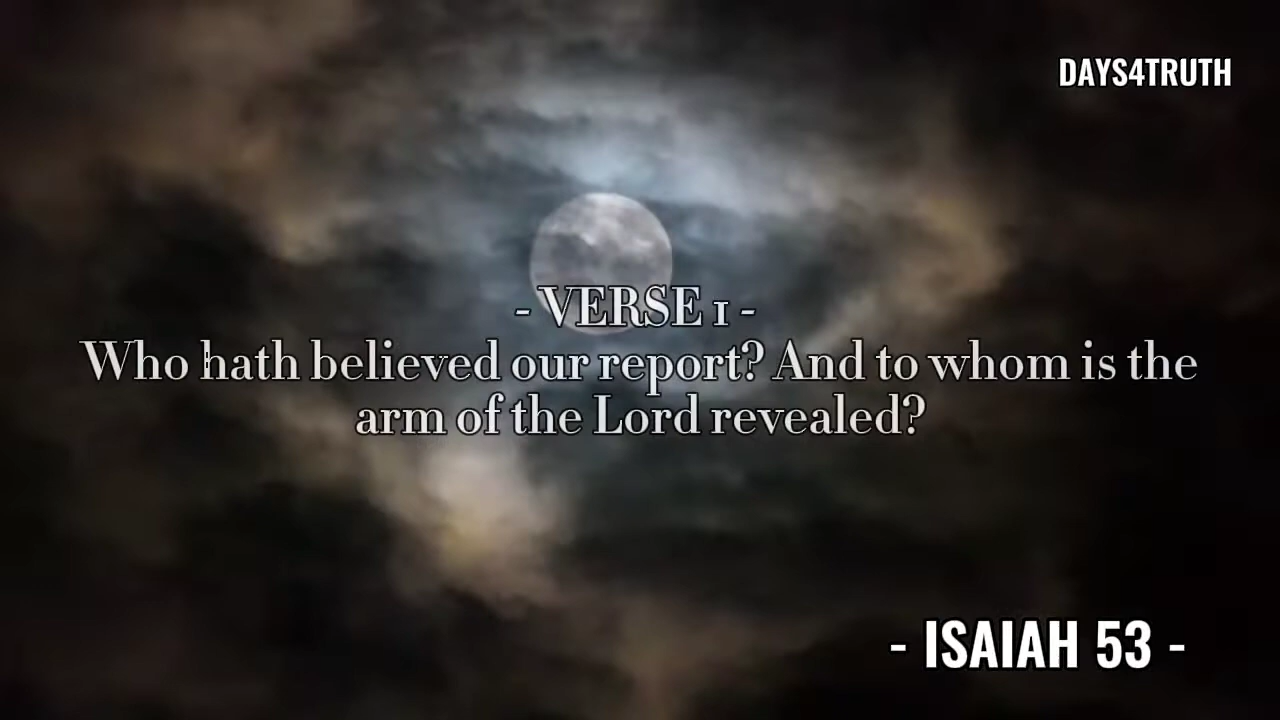 DAYS4TRUTH
- VERSE 1 -
Who hath believed our report? And to whom is the
arm of the Lord revealed?
- ISAIAH 53 -